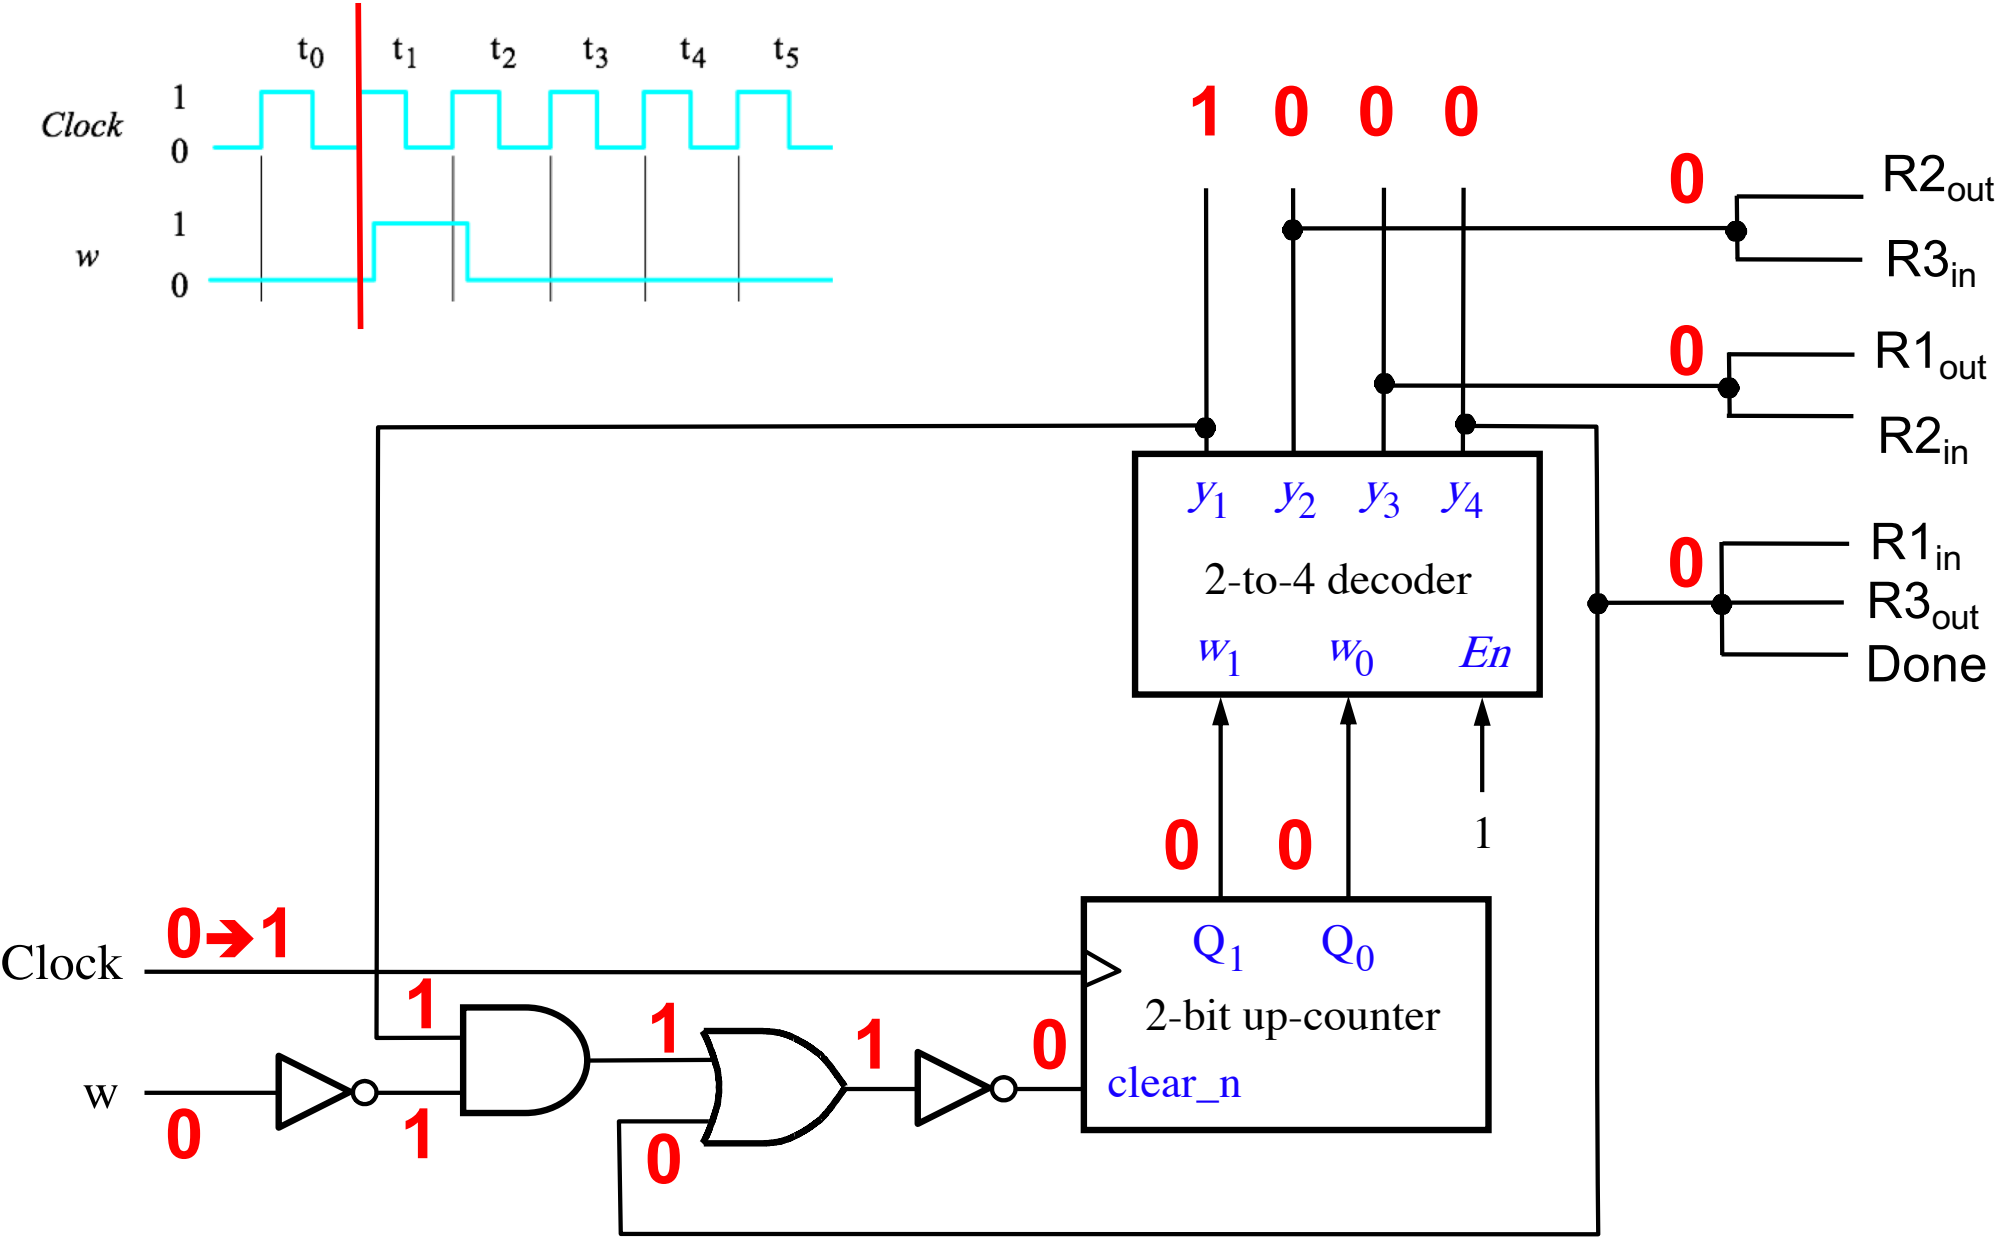 t0 t1 t2 t3 t4 t5
1
Clock
0
1
w
0
1 0 0 0
0
R2out
R3in
0
R1out
R2in
y1 y2 y3 y4
2-to-4 decoder
w1 w0 En
0
R1in
R3out
Done
1
0 0
Clock
0➔1
Q1 Q0
2-bit up-counter
clear_n
w
0
1
1
1
0
1
0